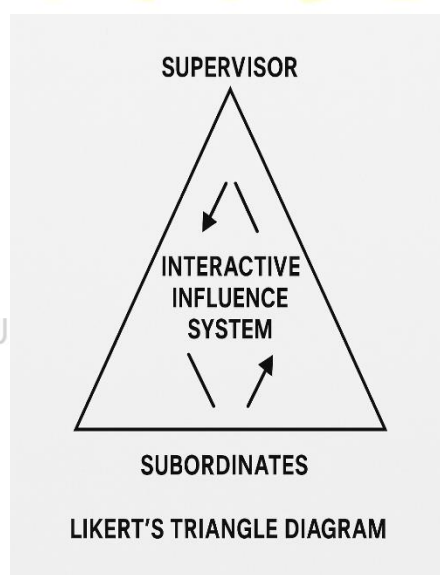 SUPERVISOR
INTERACTIVE
INFLUENCE
SYSTEM
SUBORDINATES
LIKERT'S TRIANGLE DIAGRAM